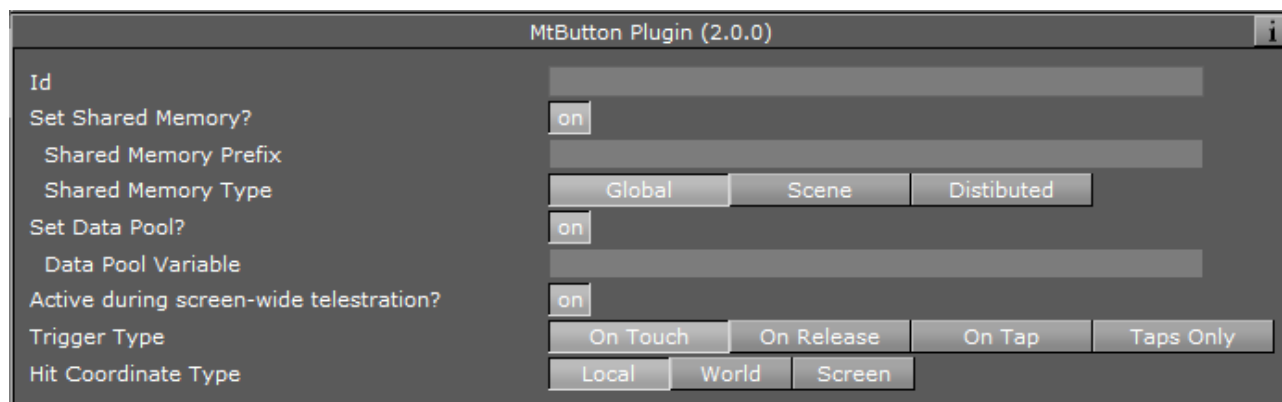 MtButton Plugin (2.0.0) i
Id
Set Shared Memory? on
Shared Memory Prefix
Shared Memory Type Global Scene Distibuted
Set Data Pool? on
Data Pool Variable
Active during screen-wide telestration? on
Trigger Type On Touch On Release On Tap Taps Only
Hit Coordinate Type Local World Screen